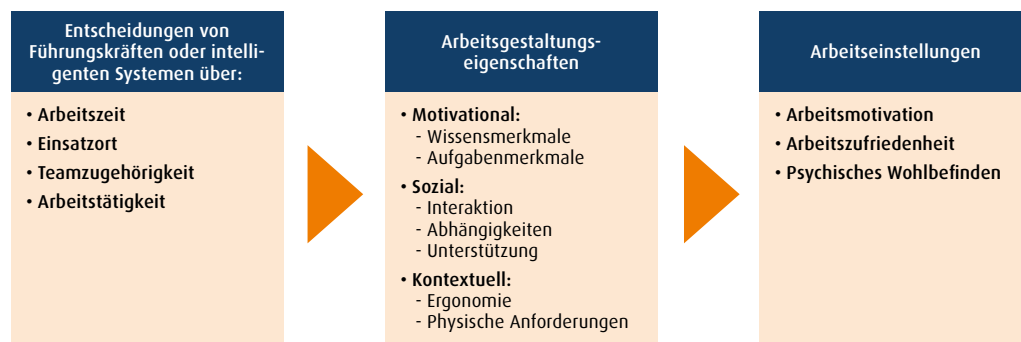 Entscheidungen von
Führungskräften oder intelli-
genten Systemen über:
• Arbeitszeit
• Einsatzort
• Teamzugehörigkeit
• Arbeitstätigkeit
Arbeitsgestaltungs-
eigenschaften
• Motivational:
- Wissensmerkmale
- Aufgabenmerkmale
• Sozial:
- Interaktion
- Abhängigkeiten
- Unterstützung
• Kontextuell:
- Ergonomie
- Physische Anforderungen
Arbeitseinstellungen
• Arbeitsmotivation
• Arbeitszufriedenheit
• Psychisches Wohlbefinden